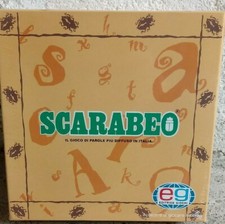 SCARABEO
IL GIOCO DI PAROLE PIÙ DIFFUSO IN ITALIA
eg